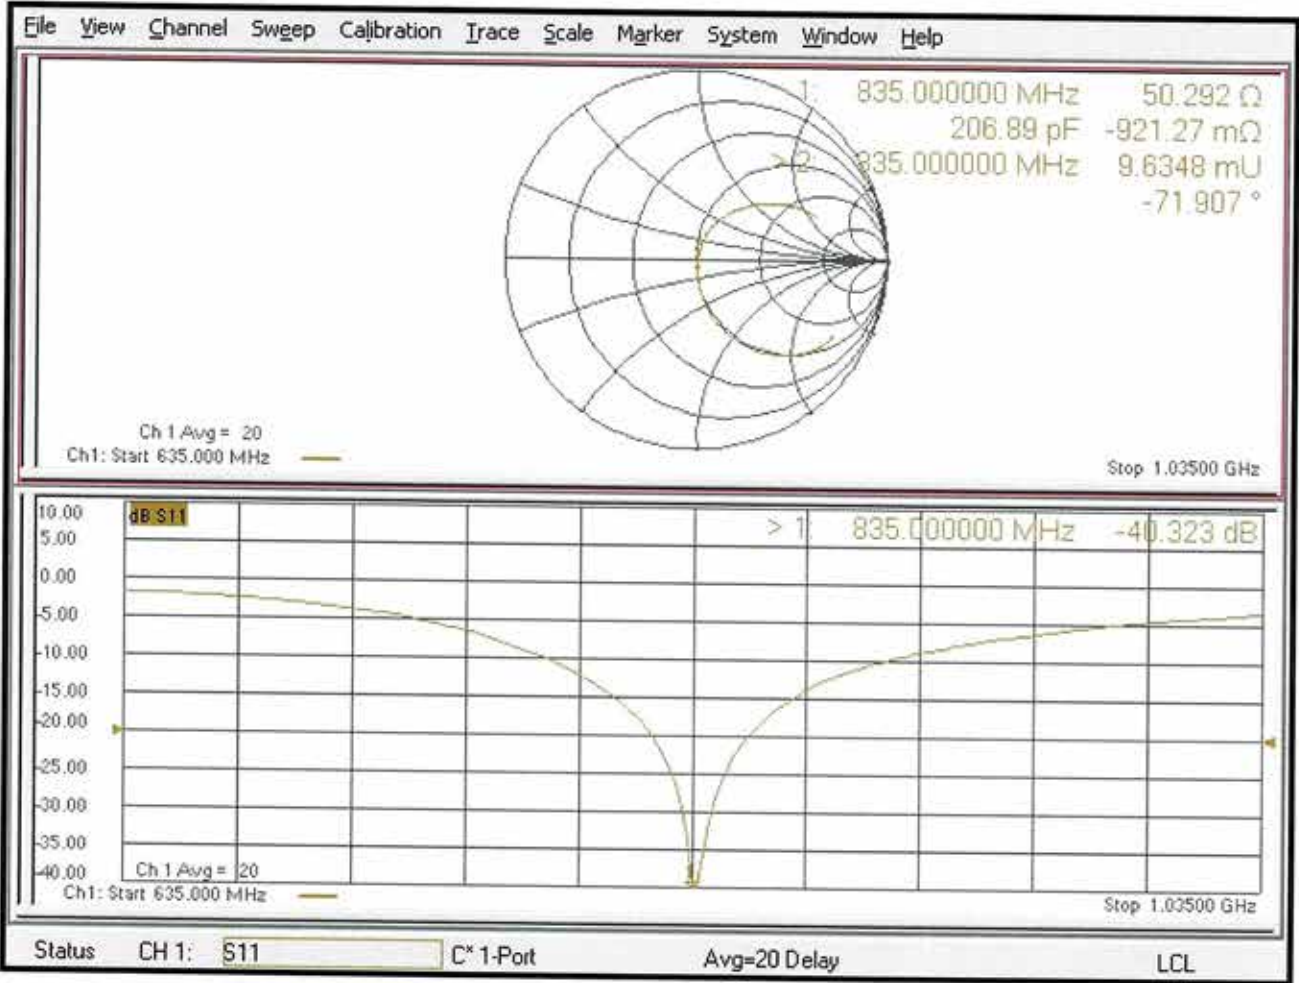 File View Channel Sweep Calibration Trace Scale Marker System Window Help
1: 835.000000 MHz 50.292 Ω
206.89 pF -921.27 mΩ
> 2: 835.000000 MHz 9.6348 mU
-71.907 °
Ch 1 Avg = 20
Ch1: Start 635.000 MHz
Stop 1.03500 GHz
10.00
dB S11
> 1: 835.000000 MHz -40.323 dB
5.00
0.00
-5.00
-10.00
-15.00
-20.00
-25.00
-30.00
-35.00
-40.00
Ch 1 Avg = 20
Ch1: Start 635.000 MHz
Stop 1.03500 GHz
Status CH 1: S11 C* 1-Port Avg=20 Delay LCL